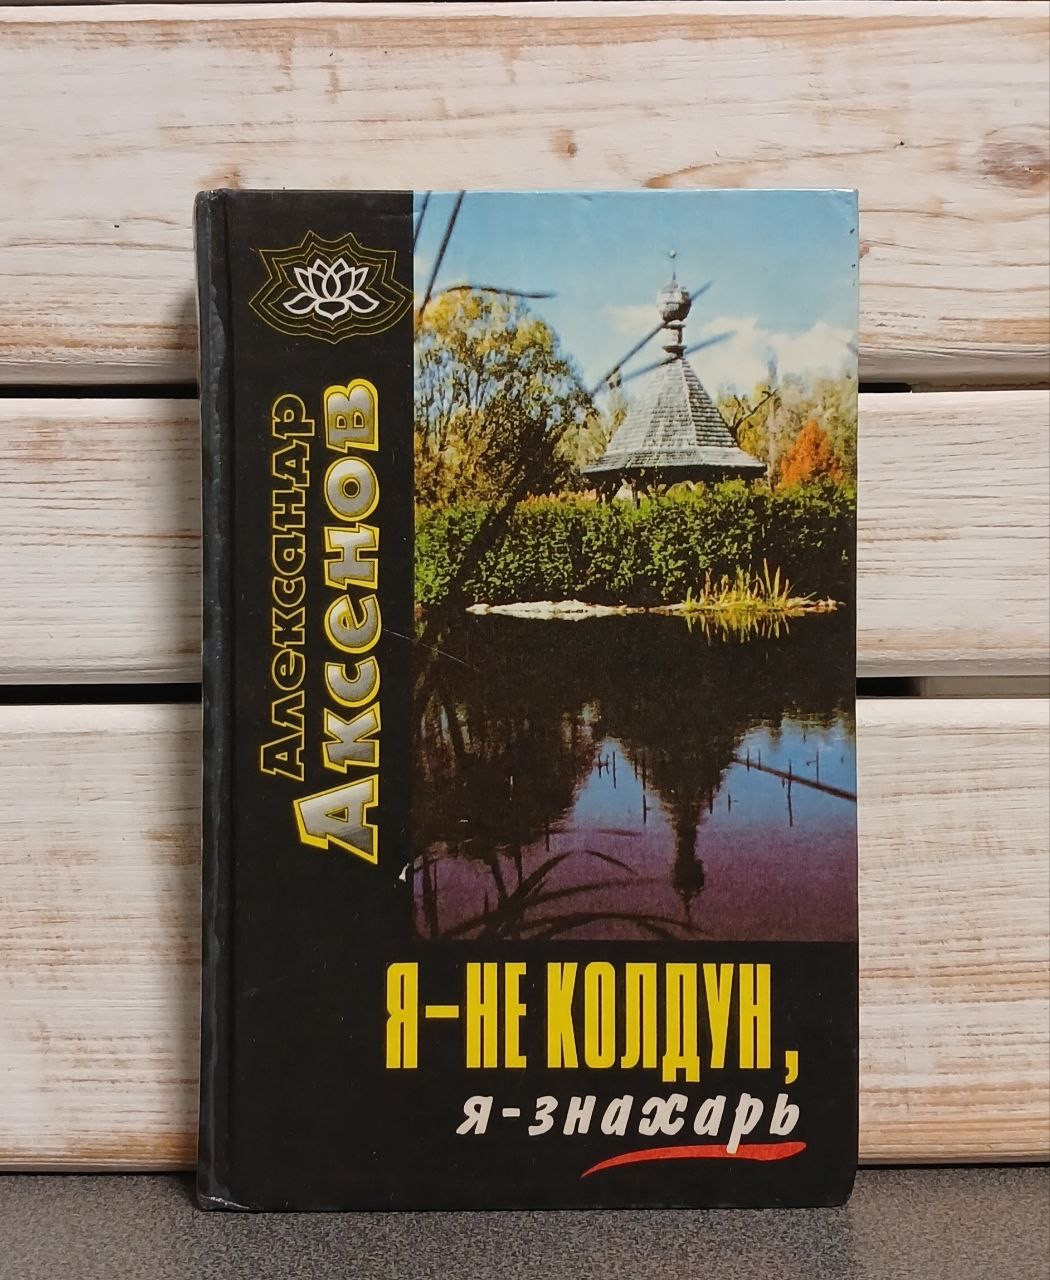 Александр
Аксенов
Я-НЕ КОЛДУН,
я-знахарь